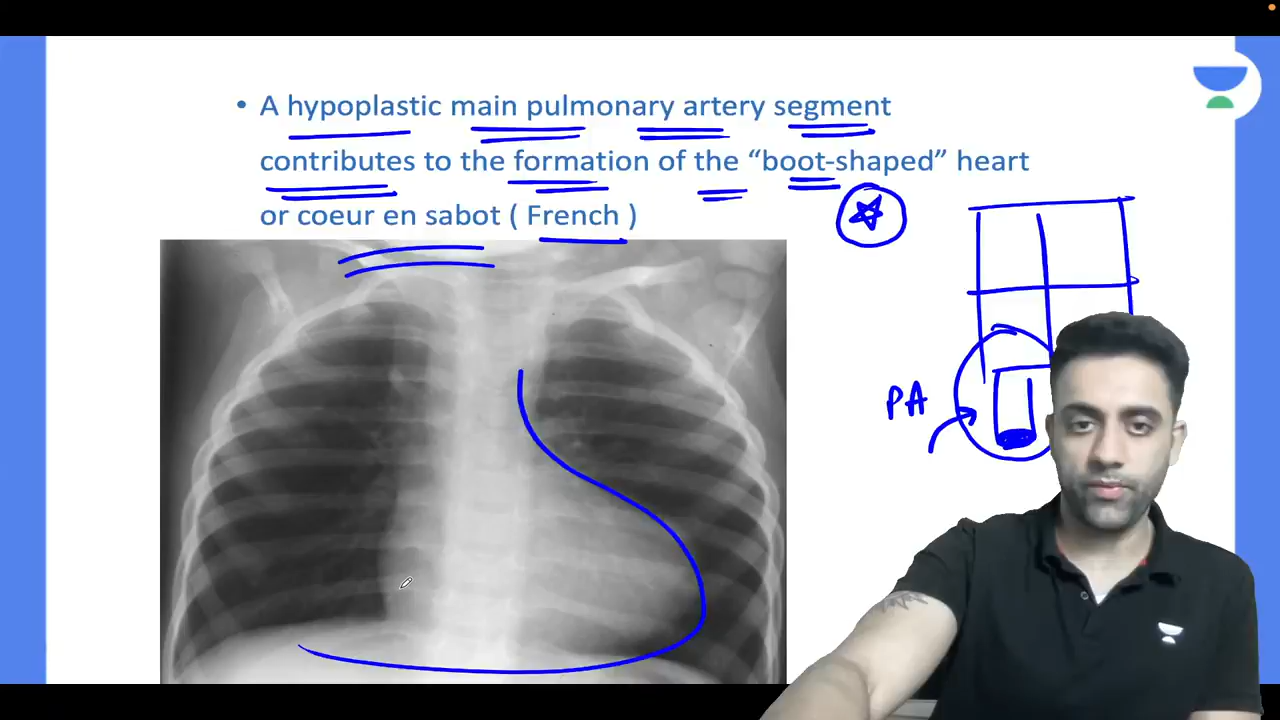 • A hypoplastic main pulmonary artery segment
contributes to the formation of the “boot-shaped” heart
or coeur en sabot ( French )
PA